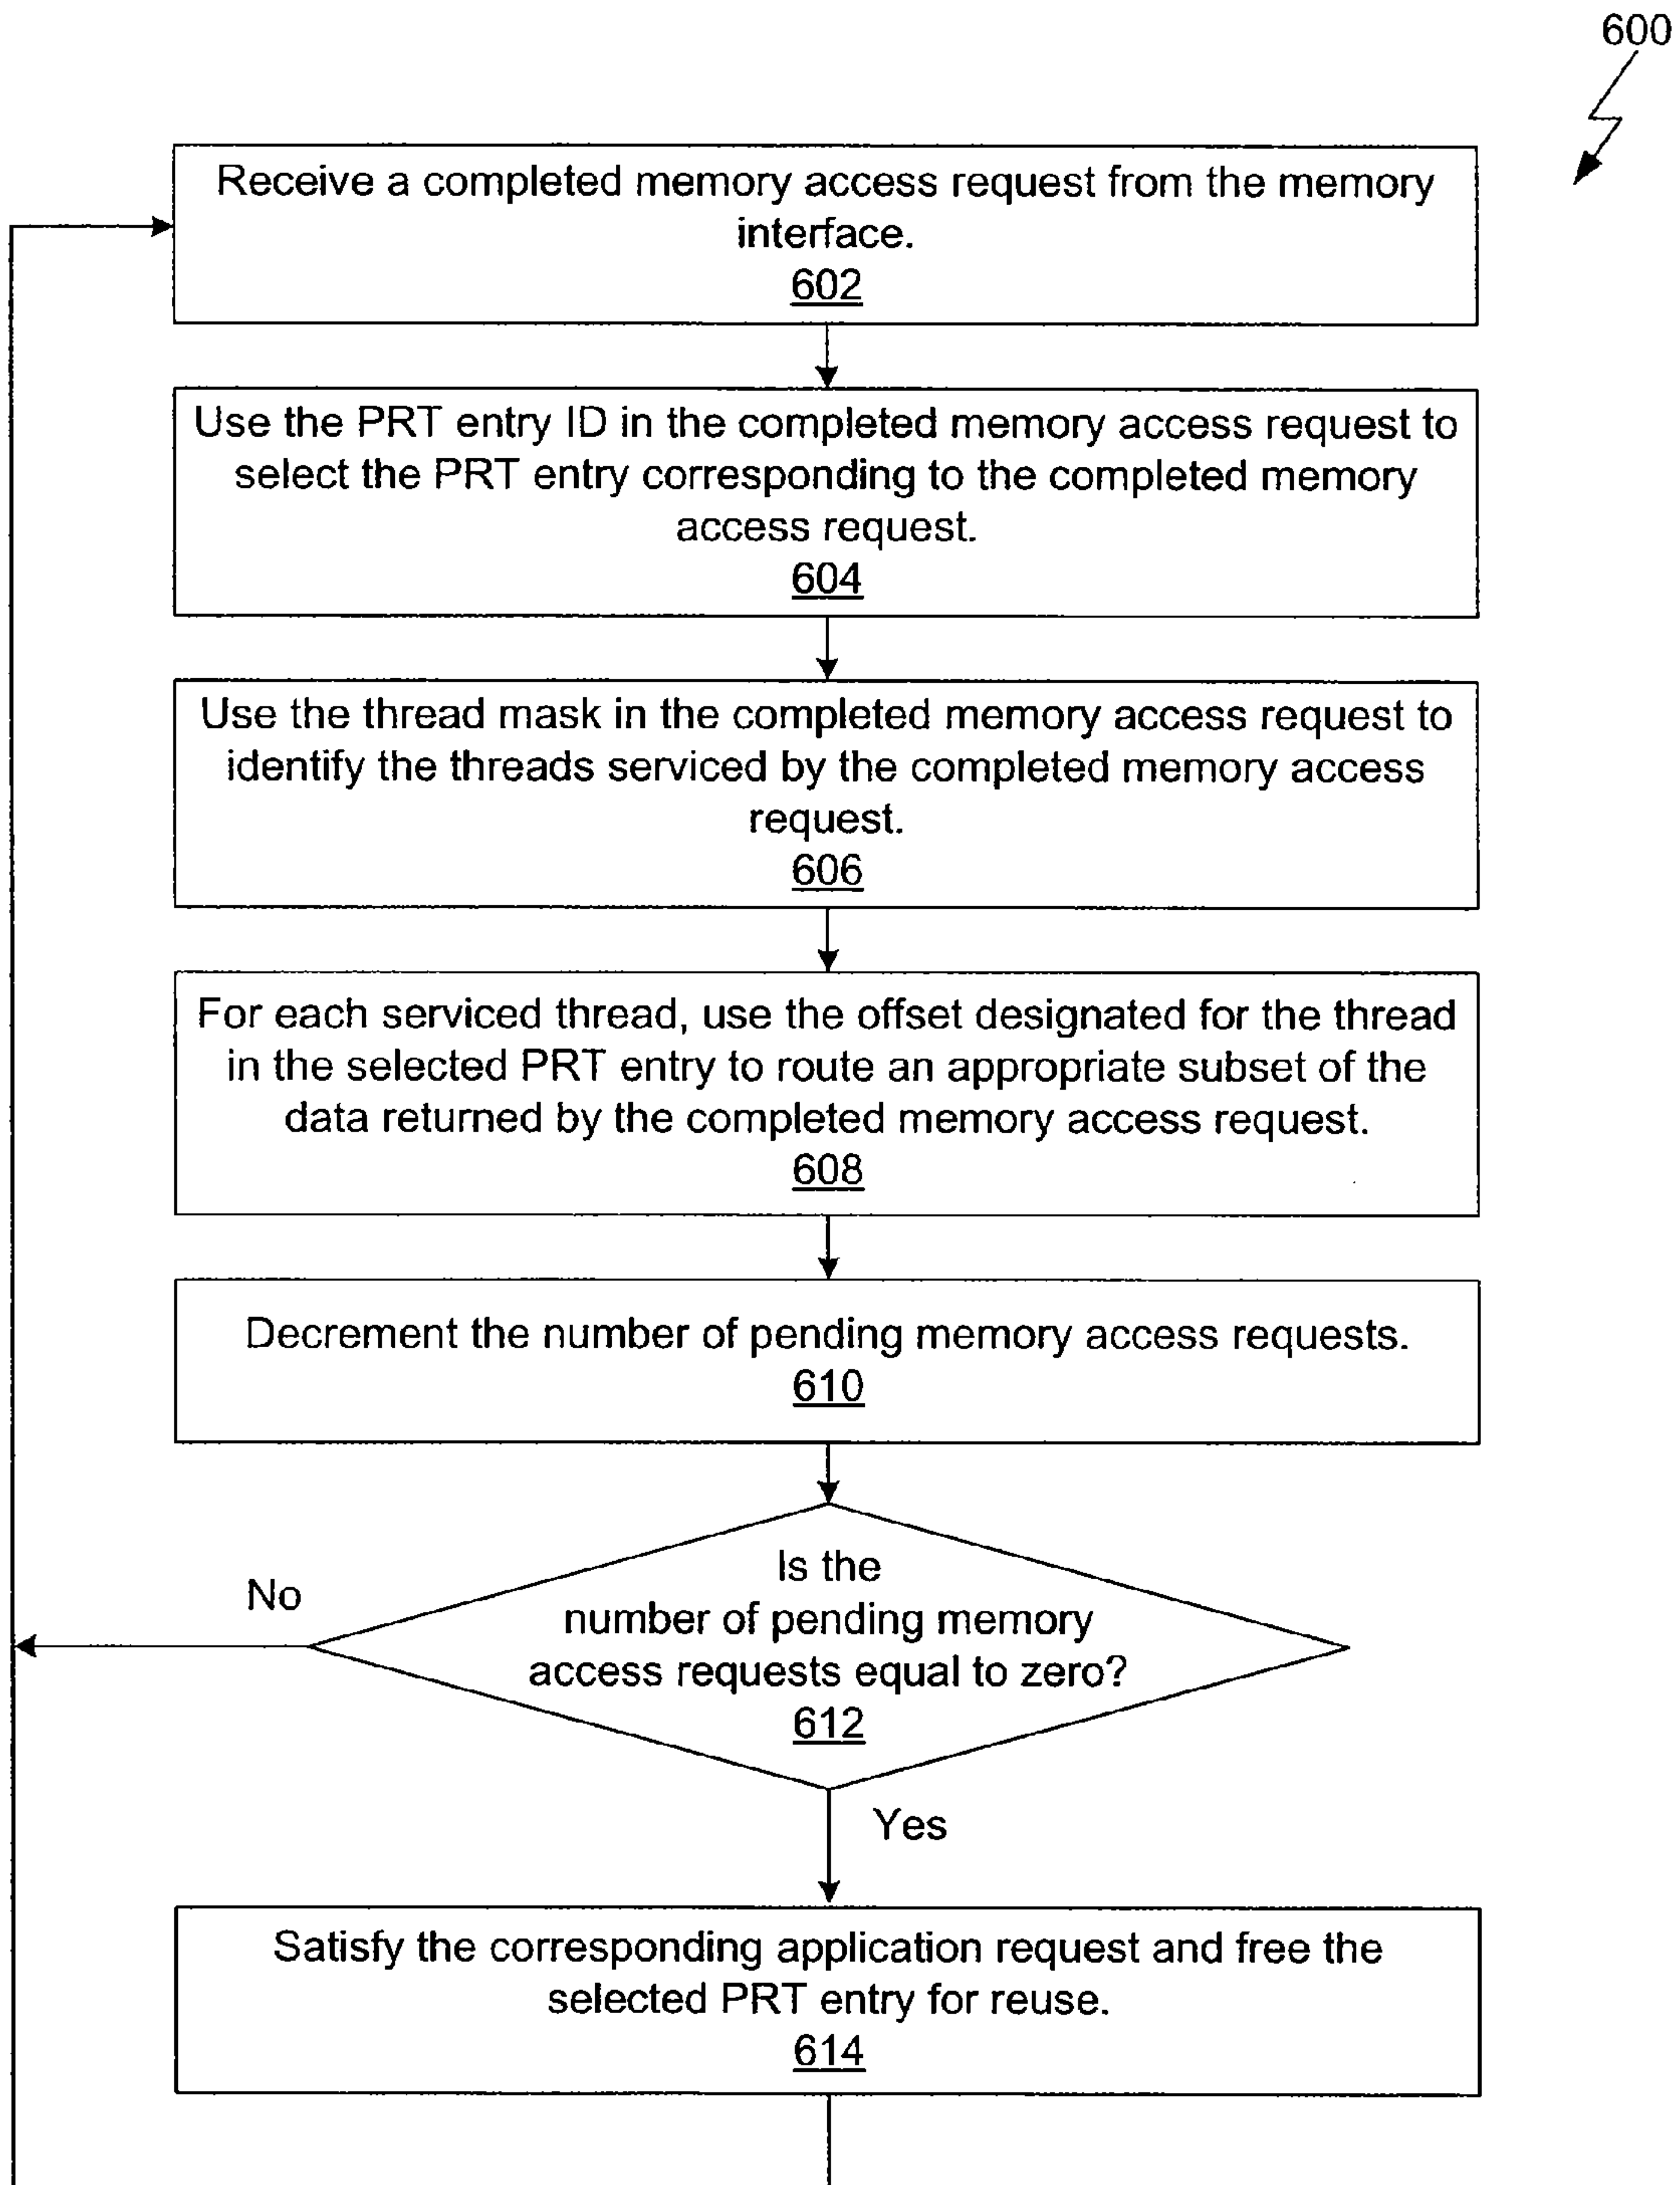 600
Receive a completed memory access request from the memory
interface.
602
Use the PRT entry ID in the completed memory access request to
select the PRT entry corresponding to the completed memory
access request.
604
Use the thread mask in the completed memory access request to
identify the threads serviced by the completed memory access
request.
606
For each serviced thread, use the offset designated for the thread
in the selected PRT entry to route an appropriate subset of the
data returned by the completed memory access request.
608
Decrement the number of pending memory access requests.
610
Is the
number of pending memory
access requests equal to zero?
612
No
Yes
Satisfy the corresponding application request and free the
selected PRT entry for reuse.
614